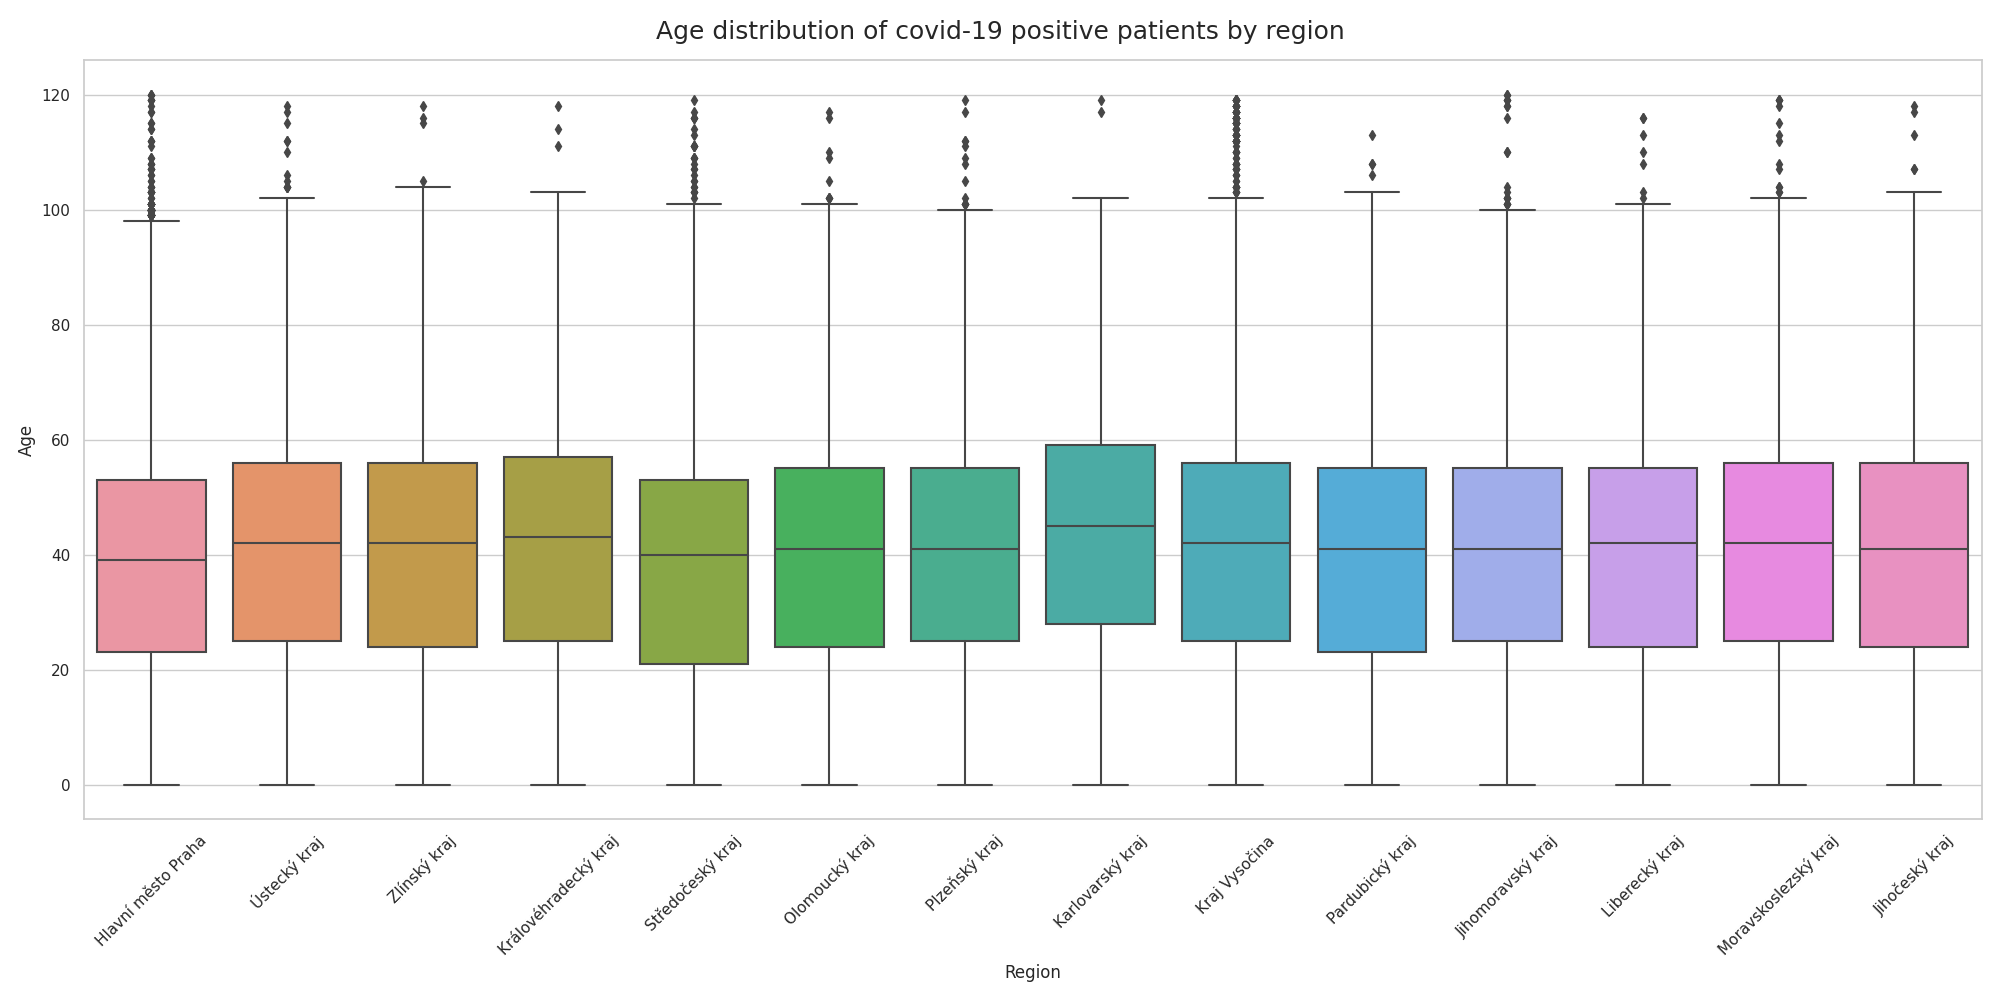 Age distribution of covid-19 positive patients by region
120
100
80
60
40
20
0
Age
Hlavní město Praha
Ústecký kraj
Zlínský kraj
Královéhradecký kraj
Středočeský kraj
Olomoucký kraj
Plzeňský kraj
Karlovarský kraj
Kraj Vysočina
Pardubický kraj
Jihomoravský kraj
Liberecký kraj
Moravskoslezský kraj
Jihočeský kraj
Region